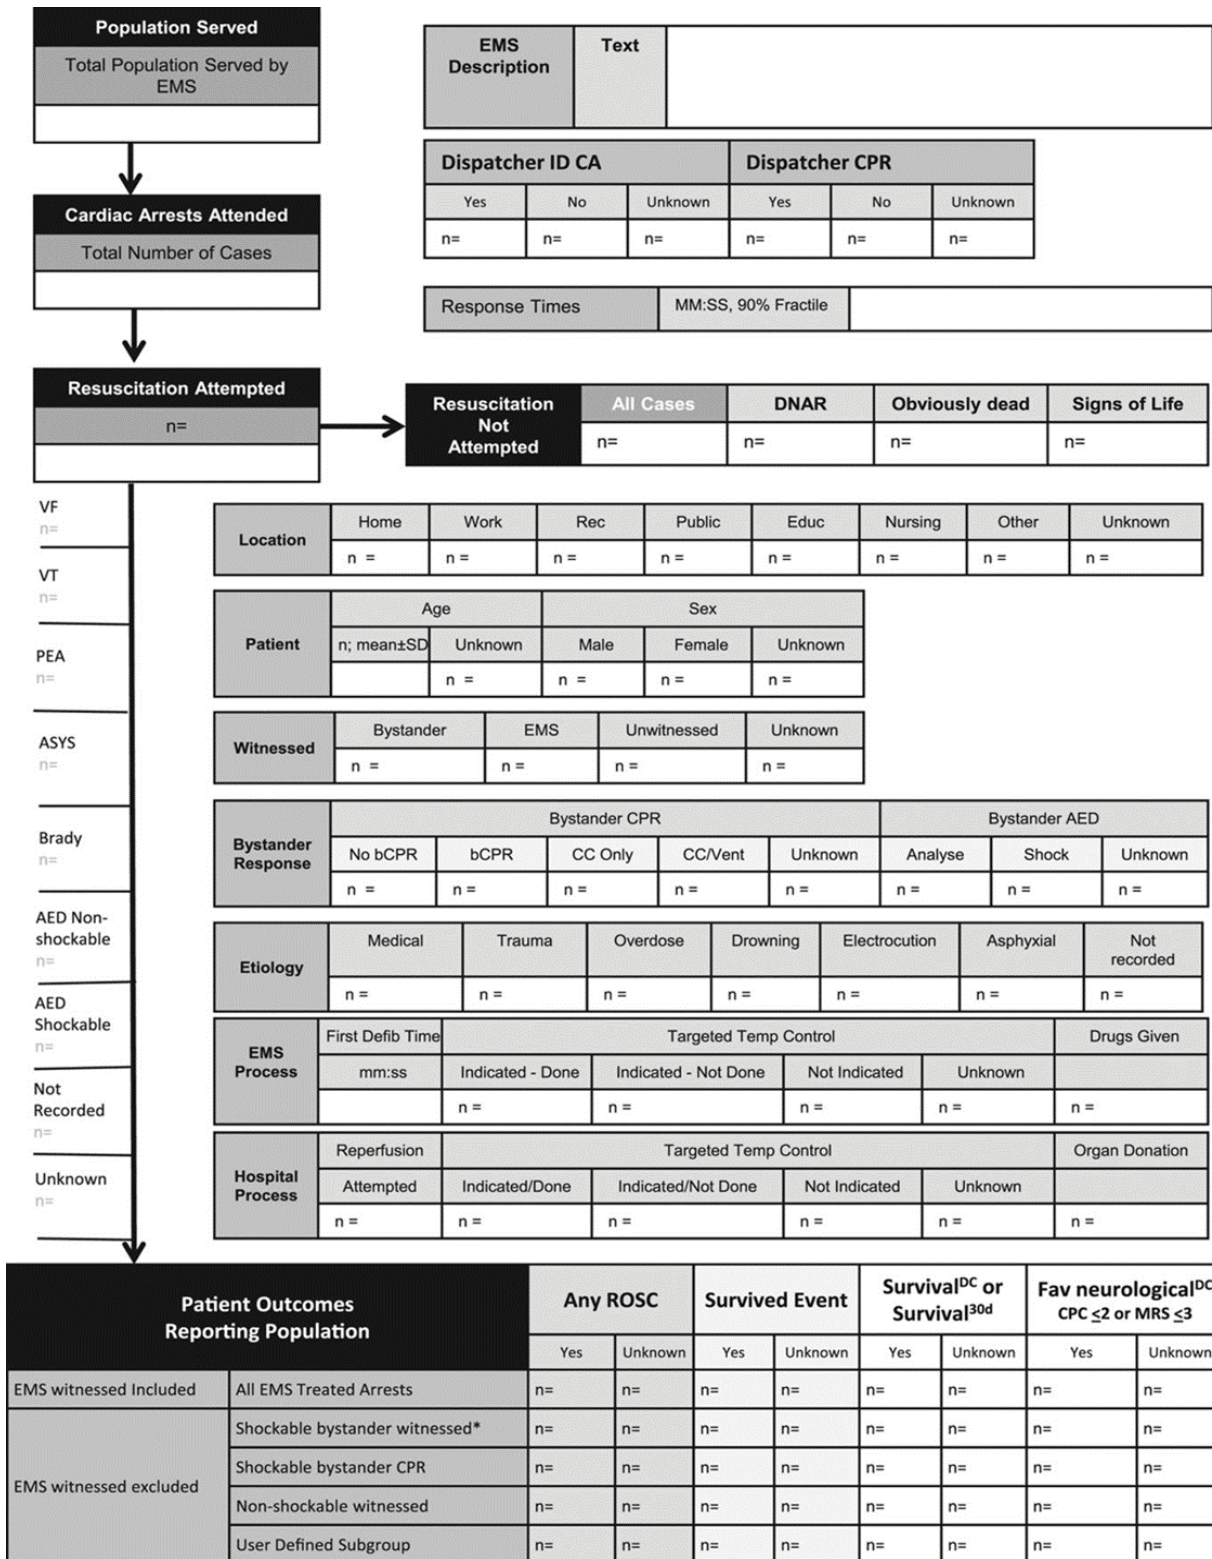 Population Served
Total Population Served by
EMS
EMS
Description
Text
Dispatcher ID CA
Dispatcher CPR
Yes
No
Unknown
Yes
No
Unknown
n=
n=
n=
n=
n=
n=
Cardiac Arrests Attended
Total Number of Cases
Response Times
MM:SS, 90% Fractile
Resuscitation Attempted
n=
Resuscitation
Not
Attempted
All Cases
DNAR
Obviously dead
Signs of Life
n=
n=
n=
n=
VF
n=
VT
n=
PEA
n=
ASYS
n=
Brady
n=
AED Non-
shockable
n=
AED
Shockable
n=
Not
Recorded
n=
Unknown
n=
Location
Home
Work
Rec
Public
Educ
Nursing
Other
Unknown
n =
n =
n =
n =
n =
n =
n =
n =
Patient
Age
Sex
n; mean±SD
Unknown
Male
Female
Unknown
n =
n =
n =
n =
Witnessed
Bystander
EMS
Unwitnessed
Unknown
n =
n =
n =
n =
Bystander
Response
Bystander CPR
Bystander AED
No bCPR
bCPR
CC Only
CC/Vent
Unknown
Analyse
Shock
Unknown
n =
n =
n =
n =
n =
n =
n =
n =
Etiology
Medical
Trauma
Overdose
Drowning
Electrocution
Asphyxial
Not
recorded
n =
n =
n =
n =
n =
n =
n =
EMS
Process
First Defib Time
Targeted Temp Control
Drugs Given
mm:ss
Indicated - Done
Indicated - Not Done
Not Indicated
Unknown
n =
n =
n =
n =
n =
Hospital
Process
Reperfusion
Targeted Temp Control
Organ Donation
Attempted
Indicated/Done
Indicated/Not Done
Not Indicated
Unknown
n =
n =
n =
n =
n =
n =
Patient Outcomes
Reporting Population
Any ROSC
Survived Event
Survival^DC or
Survival^30d
Fav neurological^DC
CPC ≤2 or MRS ≤3
Yes
Unknown
Yes
Unknown
Yes
Unknown
Yes
Unknown
EMS witnessed Included
All EMS Treated Arrests
n=
n=
n=
n=
n=
n=
n=
n=
EMS witnessed excluded
Shockable bystander witnessed*
n=
n=
n=
n=
n=
n=
n=
n=
Shockable bystander CPR
n=
n=
n=
n=
n=
n=
n=
n=
Non-shockable witnessed
n=
n=
n=
n=
n=
n=
n=
n=
User Defined Subgroup
n=
n=
n=
n=
n=
n=
n=
n=